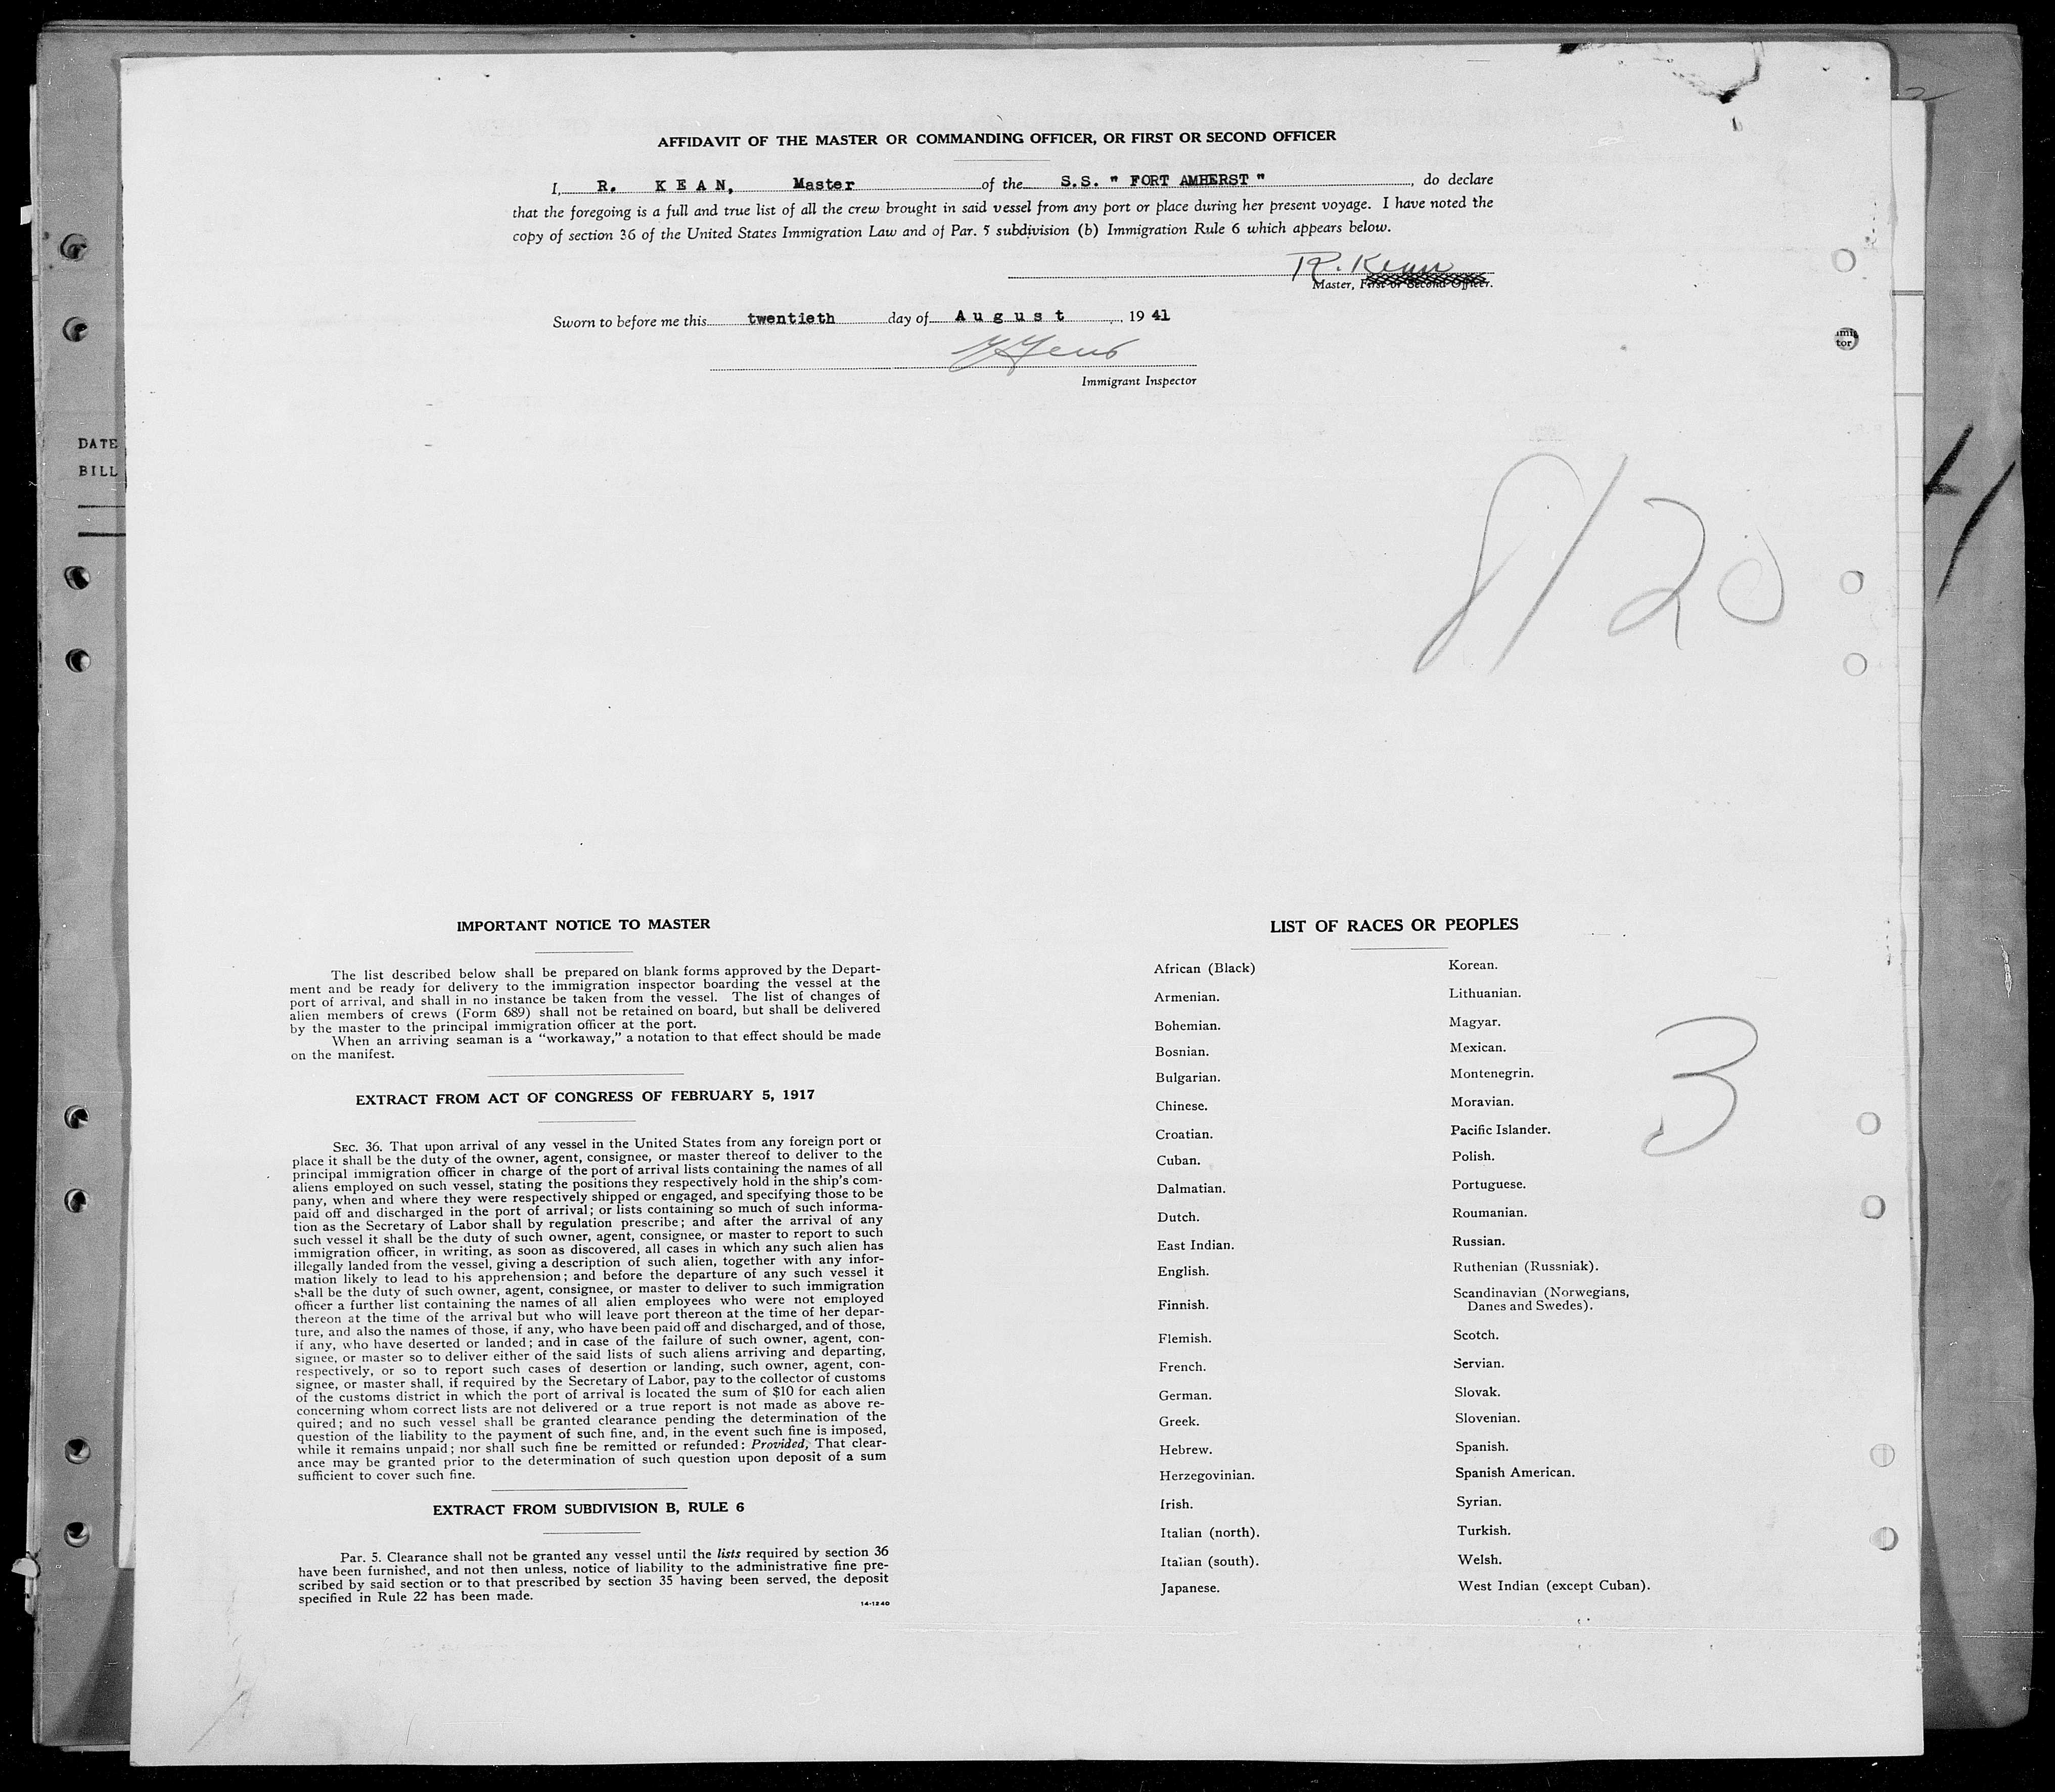 AFFIDAVIT OF THE MASTER OR COMMANDING OFFICER, OR FIRST OR SECOND OFFICER
I, R. KEAN, Master of the S.S. " FORT AMHERST ", do declare
that the foregoing is a full and true list of all the crew brought in said vessel from any port or place during her present voyage. I have noted the
copy of section 36 of the United States Immigration Law and of Par. 5 subdivision (b) Immigration Rule 6 which appears below.
R. Kean
Master, First or Second Officer.
Sworn to before me this twentieth day of August, 1941
Immigrant Inspector
DATE
BILL
8/20
IMPORTANT NOTICE TO MASTER
The list described below shall be prepared on blank forms approved by the Depart-
ment and be ready for delivery to the immigration inspector boarding the vessel at the
port of arrival, and shall in no instance be taken from the vessel. The list of changes of
alien members of crews (Form 689) shall not be retained on board, but shall be delivered
by the master to the principal immigration officer at the port.
When an arriving seaman is a "workaway," a notation to that effect should be made
on the manifest.
EXTRACT FROM ACT OF CONGRESS OF FEBRUARY 5, 1917
SEC. 36. That upon arrival of any vessel in the United States from any foreign port or
place it shall be the duty of the owner, agent, consignee, or master thereof to deliver to the
principal immigration officer in charge of the port of arrival lists containing the names of all
aliens employed on such vessel, stating the positions they respectively hold in the ship's com-
pany, when and where they were respectively shipped or engaged, and specifying those to be
paid off and discharged in the port of arrival; or lists containing so much of such informa-
tion as the Secretary of Labor shall by regulation prescribe; and after the arrival of any
such vessel it shall be the duty of such owner, agent, consignee, or master to report to such
immigration officer, in writing, as soon as discovered, all cases in which any such alien has
illegally landed from the vessel, giving a description of such alien, together with any infor-
mation likely to lead to his apprehension; and before the departure of any such vessel it
shall be the duty of such owner, agent, consignee, or master to deliver to such immigration
officer a further list containing the names of all alien employees who were not employed
thereon at the time of the arrival but who will leave port thereon at the time of her depar-
ture, and also the names of those, if any, who have been paid off and discharged, and of those,
if any, who have deserted or landed; and in case of the failure of such owner, agent, con-
signee, or master so to deliver either of the said lists of such aliens arriving and departing,
respectively, or so to report such cases of desertion or landing, such owner, agent, con-
signee, or master shall, if required by the Secretary of Labor, pay to the collector of customs
of the customs district in which the port of arrival is located the sum of $10 for each alien
concerning whom correct lists are not delivered or a true report is not made as above re-
quired; and no such vessel shall be granted clearance pending the determination of the
question of the liability to the payment of such fine, and, in the event such fine is imposed,
while it remains unpaid; nor shall such fine be remitted or refunded: Provided, That clear-
ance may be granted prior to the determination of such question upon deposit of a sum
sufficient to cover such fine.
EXTRACT FROM SUBDIVISION B, RULE 6
Par. 5. Clearance shall not be granted any vessel until the lists required by section 36
have been furnished, and not then unless, notice of liability to the administrative fine pre-
scribed by said section or to that prescribed by section 35 having been served, the deposit
specified in Rule 22 has been made.
14-1240
LIST OF RACES OR PEOPLES
African (Black)
Armenian.
Bohemian.
Bosnian.
Bulgarian.
Chinese.
Croatian.
Cuban.
Dalmatian.
Dutch.
East Indian.
English.
Finnish.
Flemish.
French.
German.
Greek.
Hebrew.
Herzegovinian.
Irish.
Italian (north).
Italian (south).
Japanese.
Korean.
Lithuanian.
Magyar.
Mexican.
Montenegrin.
Moravian.
Pacific Islander.
Polish.
Portuguese.
Roumanian.
Russian.
Ruthenian (Russniak).
Scandinavian (Norwegians,
Danes and Swedes).
Scotch.
Servian.
Slovak.
Slovenian.
Spanish.
Spanish American.
Syrian.
Turkish.
Welsh.
West Indian (except Cuban).
3